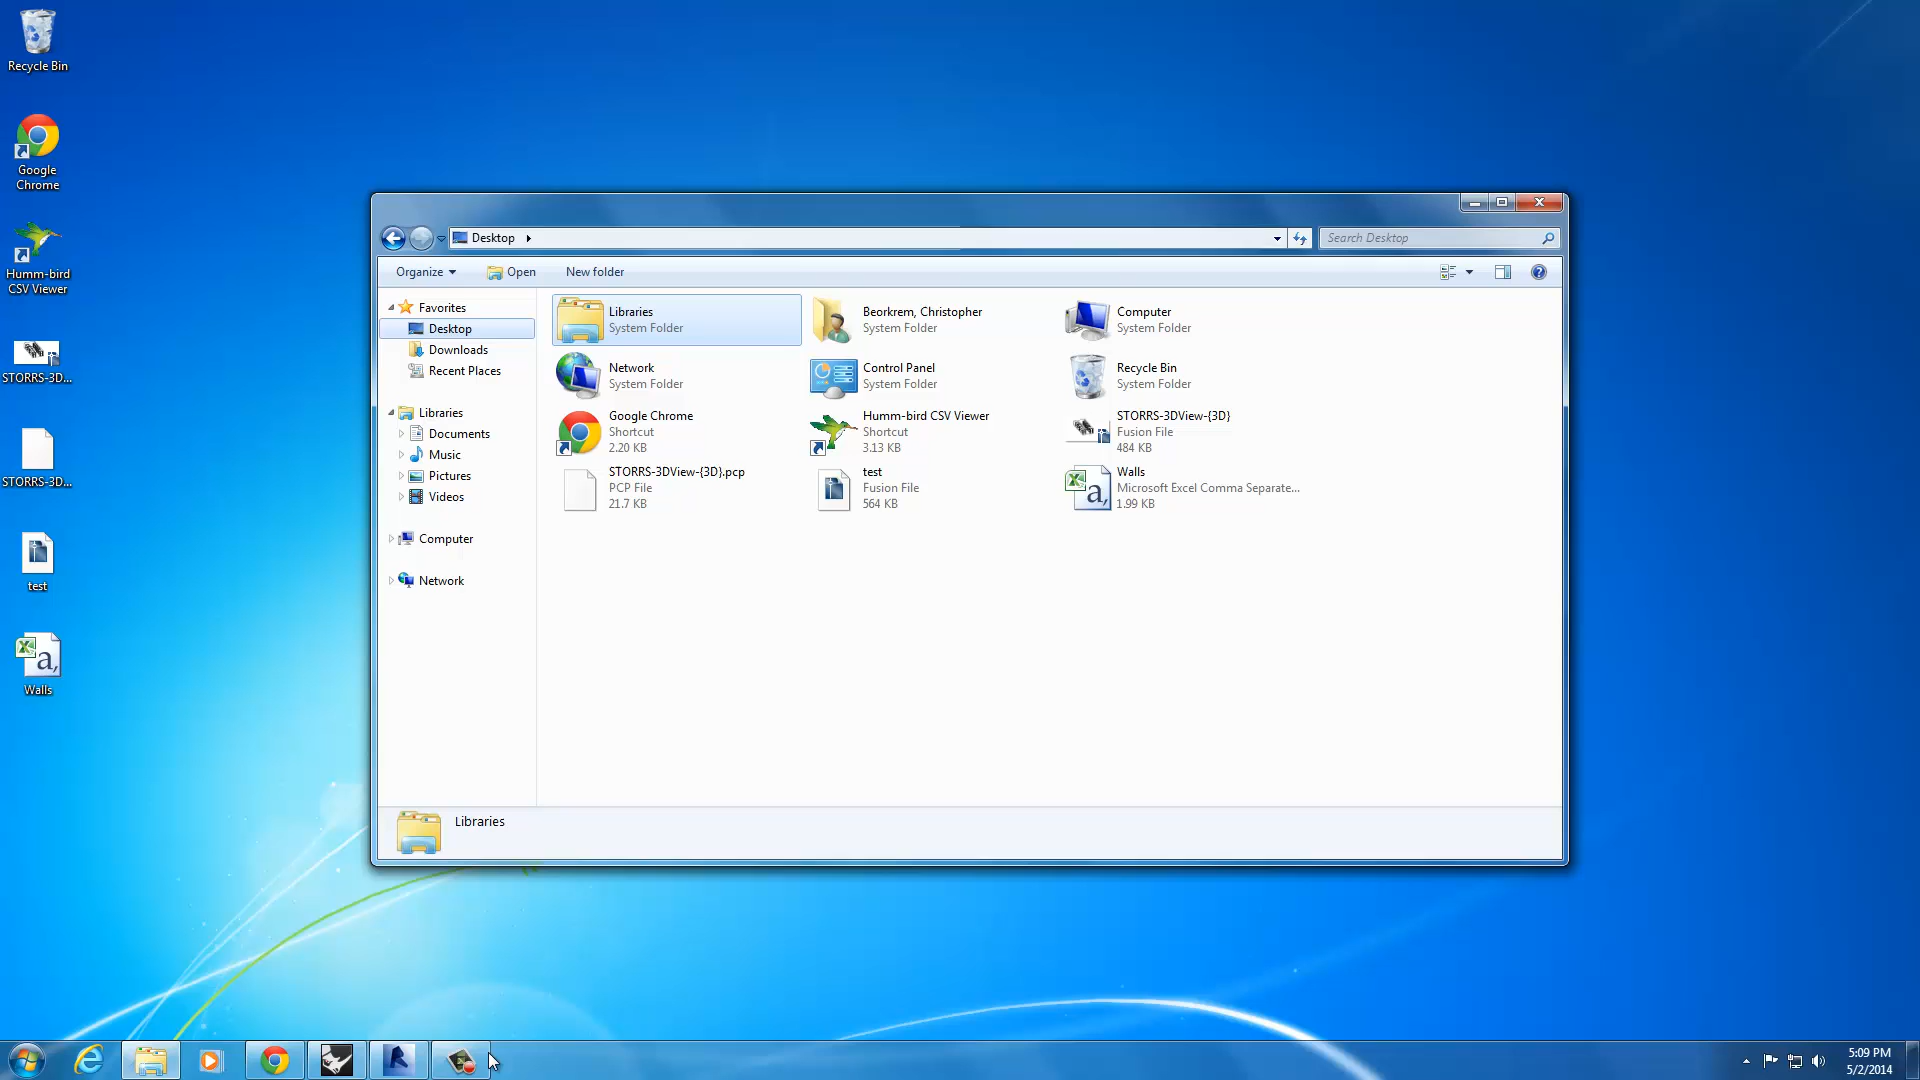 Recycle Bin
Google
Chrome
Humm-bird
CSV Viewer
STORRS-3D...
STORRS-3D...
test
Walls
Desktop
Search Desktop
Organize
Open
New folder
Favorites
Desktop
Downloads
Recent Places
Libraries
Documents
Music
Pictures
Videos
Computer
Network
Libraries
System Folder
Beorkrem, Christopher
System Folder
Computer
System Folder
Network
System Folder
Control Panel
System Folder
Recycle Bin
System Folder
Google Chrome
Shortcut
2.20 KB
Humm-bird CSV Viewer
Shortcut
3.13 KB
STORRS-3DView-{3D}
Fusion File
484 KB
STORRS-3DView-{3D}.pcp
PCP File
21.7 KB
test
Fusion File
564 KB
Walls
Microsoft Excel Comma Separate...
1.99 KB
Libraries
5:09 PM
5/2/2014